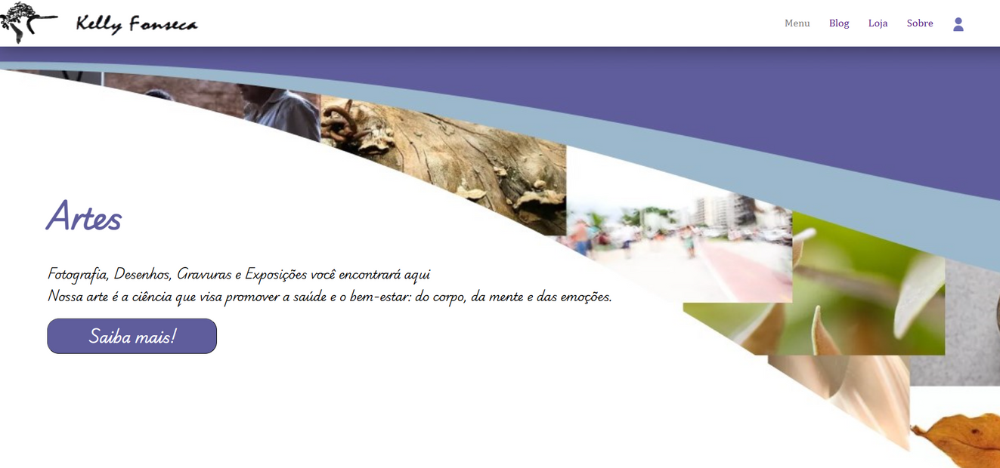 Kelly Fonseca
Menu Blog Loja Sobre
Artes
Fotografia, Desenhos, Gravuras e Exposições você encontrará aqui
Nossa arte é a ciência que visa promover a saúde e o bem-estar: do corpo, da mente e das emoções.
Saiba mais!